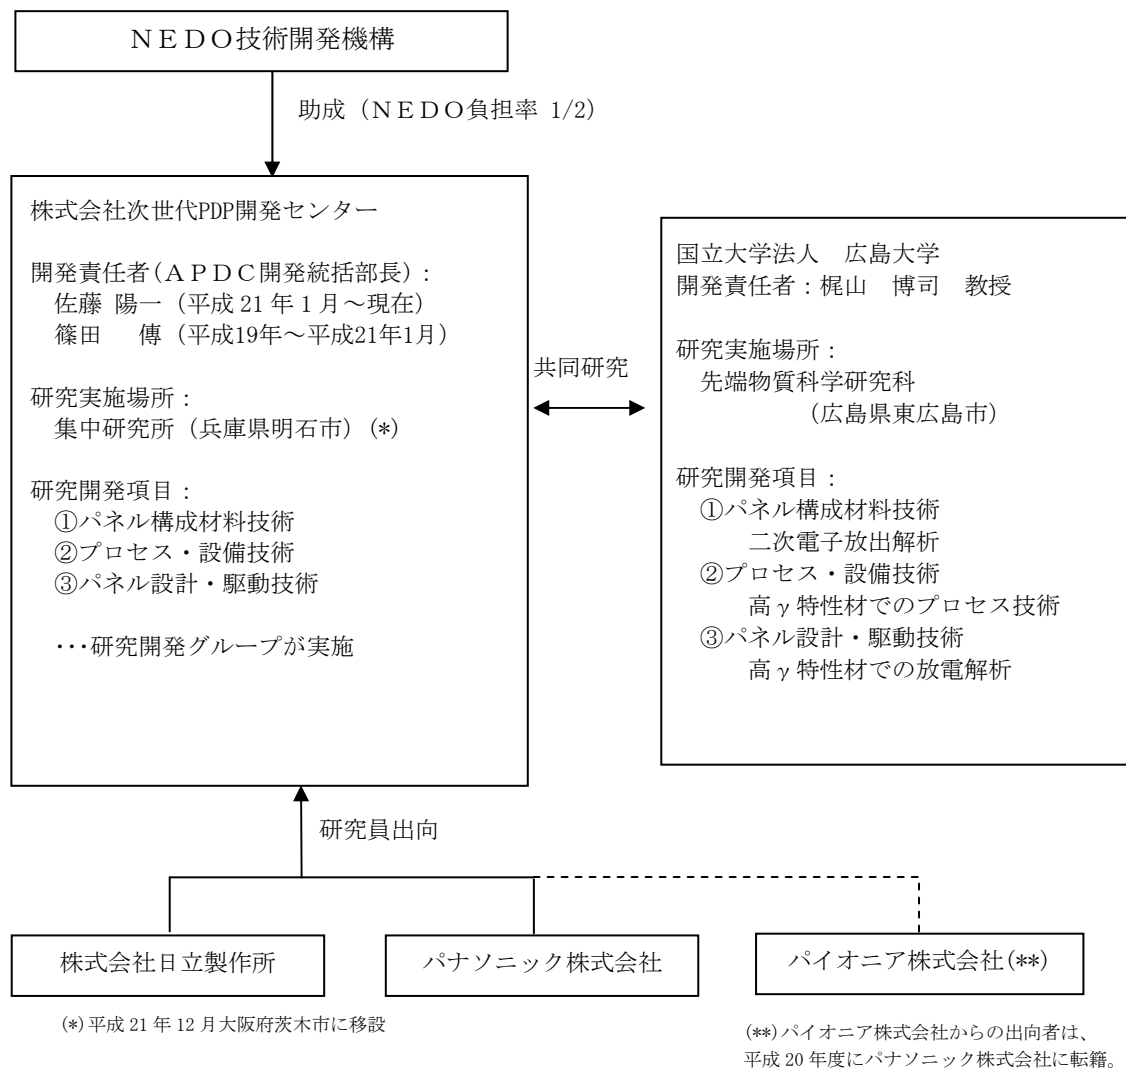 ＮＥＤＯ技術開発機構
助成（ＮＥＤＯ負担率 1/2）
株式会社次世代PDP開発センター
開発責任者(ＡＰＤＣ開発統括部長)：
佐藤 陽一（平成 21 年 1 月～現在）
篠田　傳（平成19年～平成21年1月）
研究実施場所：
集中研究所（兵庫県明石市）(*)
研究開発項目：
①パネル構成材料技術
②プロセス・設備技術
③パネル設計・駆動技術
･･･研究開発グループが実施
共同研究
国立大学法人　広島大学
開発責任者：梶山　博司　教授
研究実施場所：
先端物質科学研究科
（広島県東広島市）
研究開発項目：
①パネル構成材料技術
二次電子放出解析
②プロセス・設備技術
高γ特性材でのプロセス技術
③パネル設計・駆動技術
高γ特性材での放電解析
研究員出向
株式会社日立製作所
パナソニック株式会社
パイオニア株式会社(**)
(*)平成 21 年 12 月大阪府茨木市に移設
(**)パイオニア株式会社からの出向者は、
平成 20 年度にパナソニック株式会社に転籍。